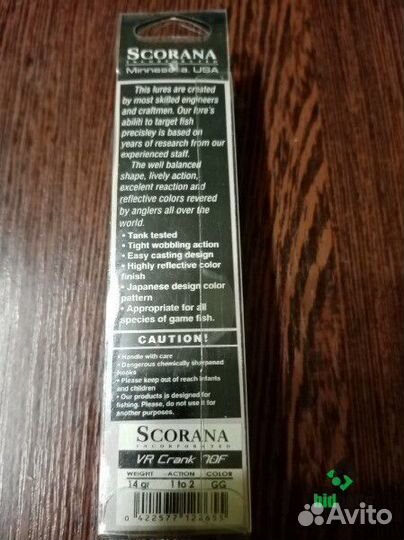 SCORANA
INCORPORATED
Minnesota, USA
This lures are created
by most skilled engineers
and craftmen. Our lure's
abiliti to target fish
precisley is based on
years of research from our
experienced staff.
The well balanced
shape, lively action,
excelent reaction and
reflective colors revered
by anglers all over the
world.
• Tank tested
• Tight wobbling action
• Easy casting design
• Highly reflective color
finish
• Japanese design color
pattern
• Appropriate for all
species of game fish.
CAUTION!
• Handle with care
• Dangerous chemically sharpened
hooks
• Please keep out of reach infants
and children
• Our products is designed for
fishing. Please, do not use it for
another purposes.
SCORANA
INCORPORATED
VR Crank 70F
WEIGHT ACTION COLOR
14 gr 1 to 2 GG
0 422577 122655
bid
Avito